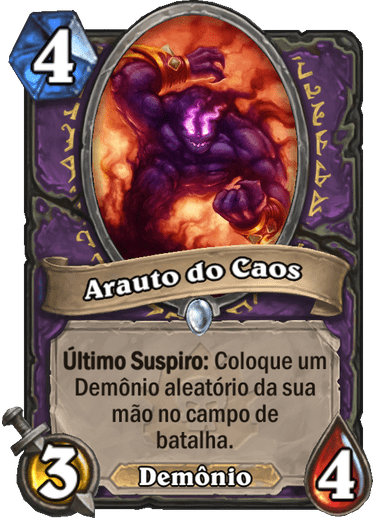 4
Arauto do Caos
Último Suspiro: Coloque um
Demônio aleatório da sua
mão no campo de
batalha.
3
Demônio
4